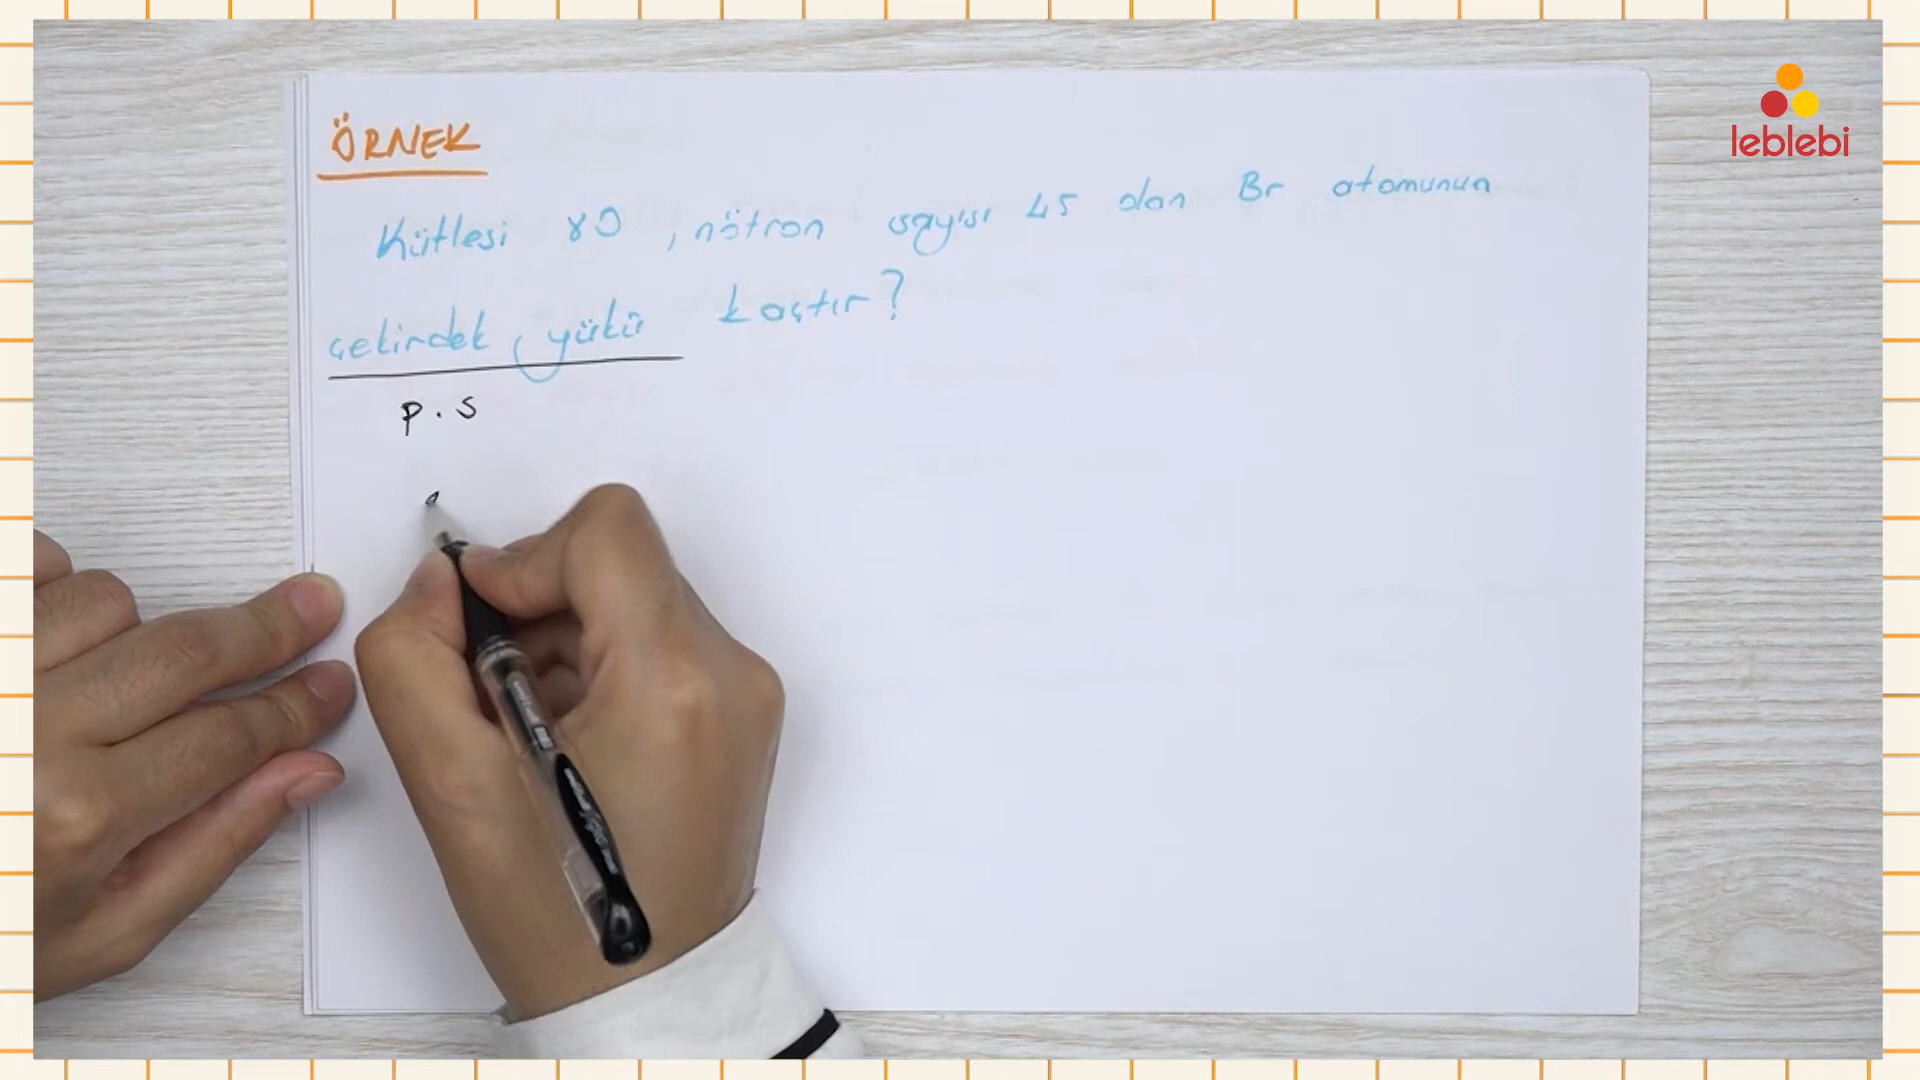 ÖRNEK
Kütlesi 80, nötron sayısı 45 olan Br atomunun
çekirdek yükü kaçtır?
p.s
leblebi